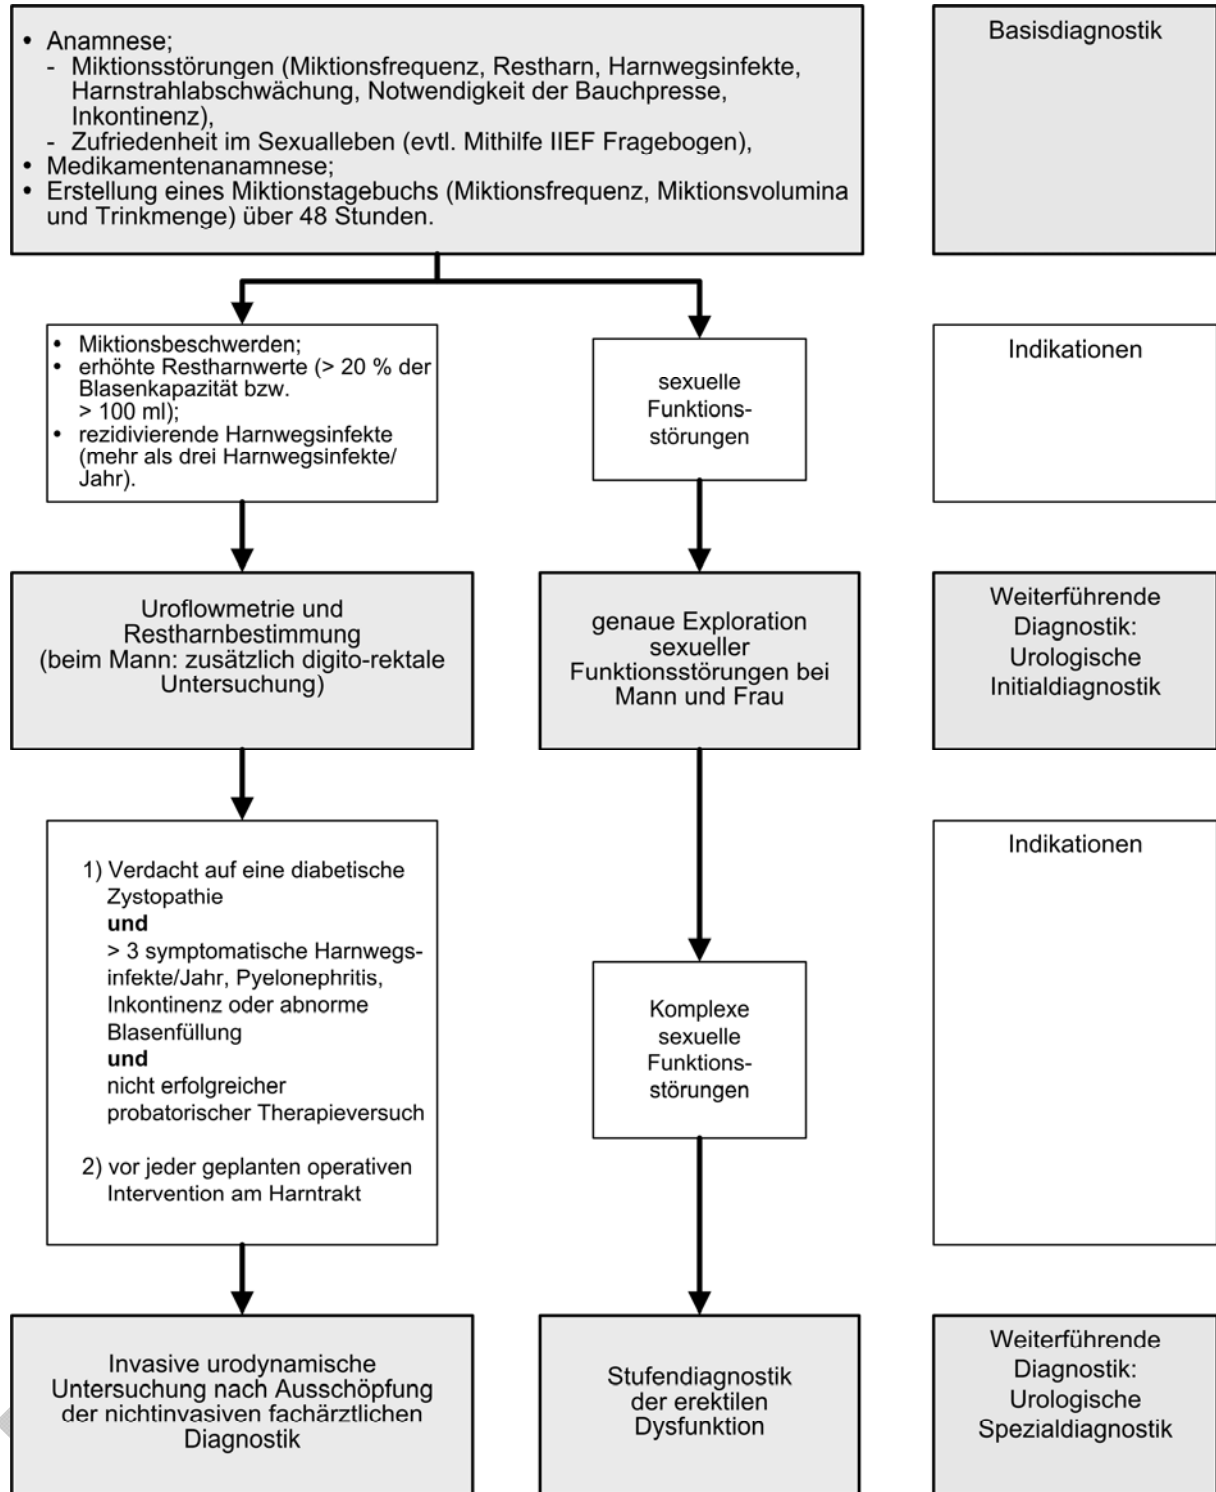 • Anamnese;
- Miktionsstörungen (Miktionsfrequenz, Restharn, Harnwegsinfekte,
Harnstrahlabschwächung, Notwendigkeit der Bauchpresse,
Inkontinenz),
- Zufriedenheit im Sexualleben (evtl. Mithilfe IIEF Fragebogen),
• Medikamentenanamnese;
• Erstellung eines Miktionstagebuchs (Miktionsfrequenz, Miktionsvolumina
und Trinkmenge) über 48 Stunden.
Basisdiagnostik
• Miktionsbeschwerden;
• erhöhte Restharnwerte (> 20 % der
Blasenkapazität bzw.
> 100 ml);
• rezidivierende Harnwegsinfekte
(mehr als drei Harnwegsinfekte/
Jahr).
sexuelle
Funktions-
störungen
Indikationen
Uroflowmetrie und
Restharnbestimmung
(beim Mann: zusätzlich digito-rektale
Untersuchung)
genaue Exploration
sexueller
Funktionsstörungen bei
Mann und Frau
Weiterführende
Diagnostik:
Urologische
Initialdiagnostik
1) Verdacht auf eine diabetische
Zystopathie
und
> 3 symptomatische Harnwegs-
infekte/Jahr, Pyelonephritis,
Inkontinenz oder abnorme
Blasenfüllung
und
nicht erfolgreicher
probatorischer Therapieversuch
2) vor jeder geplanten operativen
Intervention am Harntrakt
Komplexe
sexuelle
Funktions-
störungen
Indikationen
Invasive urodynamische
Untersuchung nach Ausschöpfung
der nichtinvasiven fachärztlichen
Diagnostik
Stufendiagnostik
der erektilen
Dysfunktion
Weiterführende
Diagnostik:
Urologische
Spezialdiagnostik